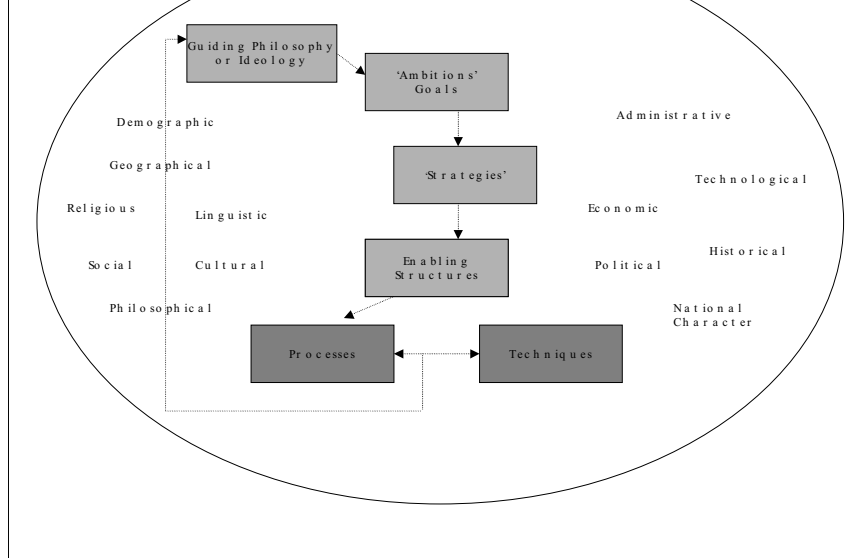 Guiding Philosophy
or Ideology
'Ambitions'
Goals
Demographic
Administrative
Geographical
'Strategies'
Technological
Religious
Linguistic
Economic
Social
Cultural
Enabling
Structures
Political
Historical
Philosophical
National
Character
Processes
Techniques